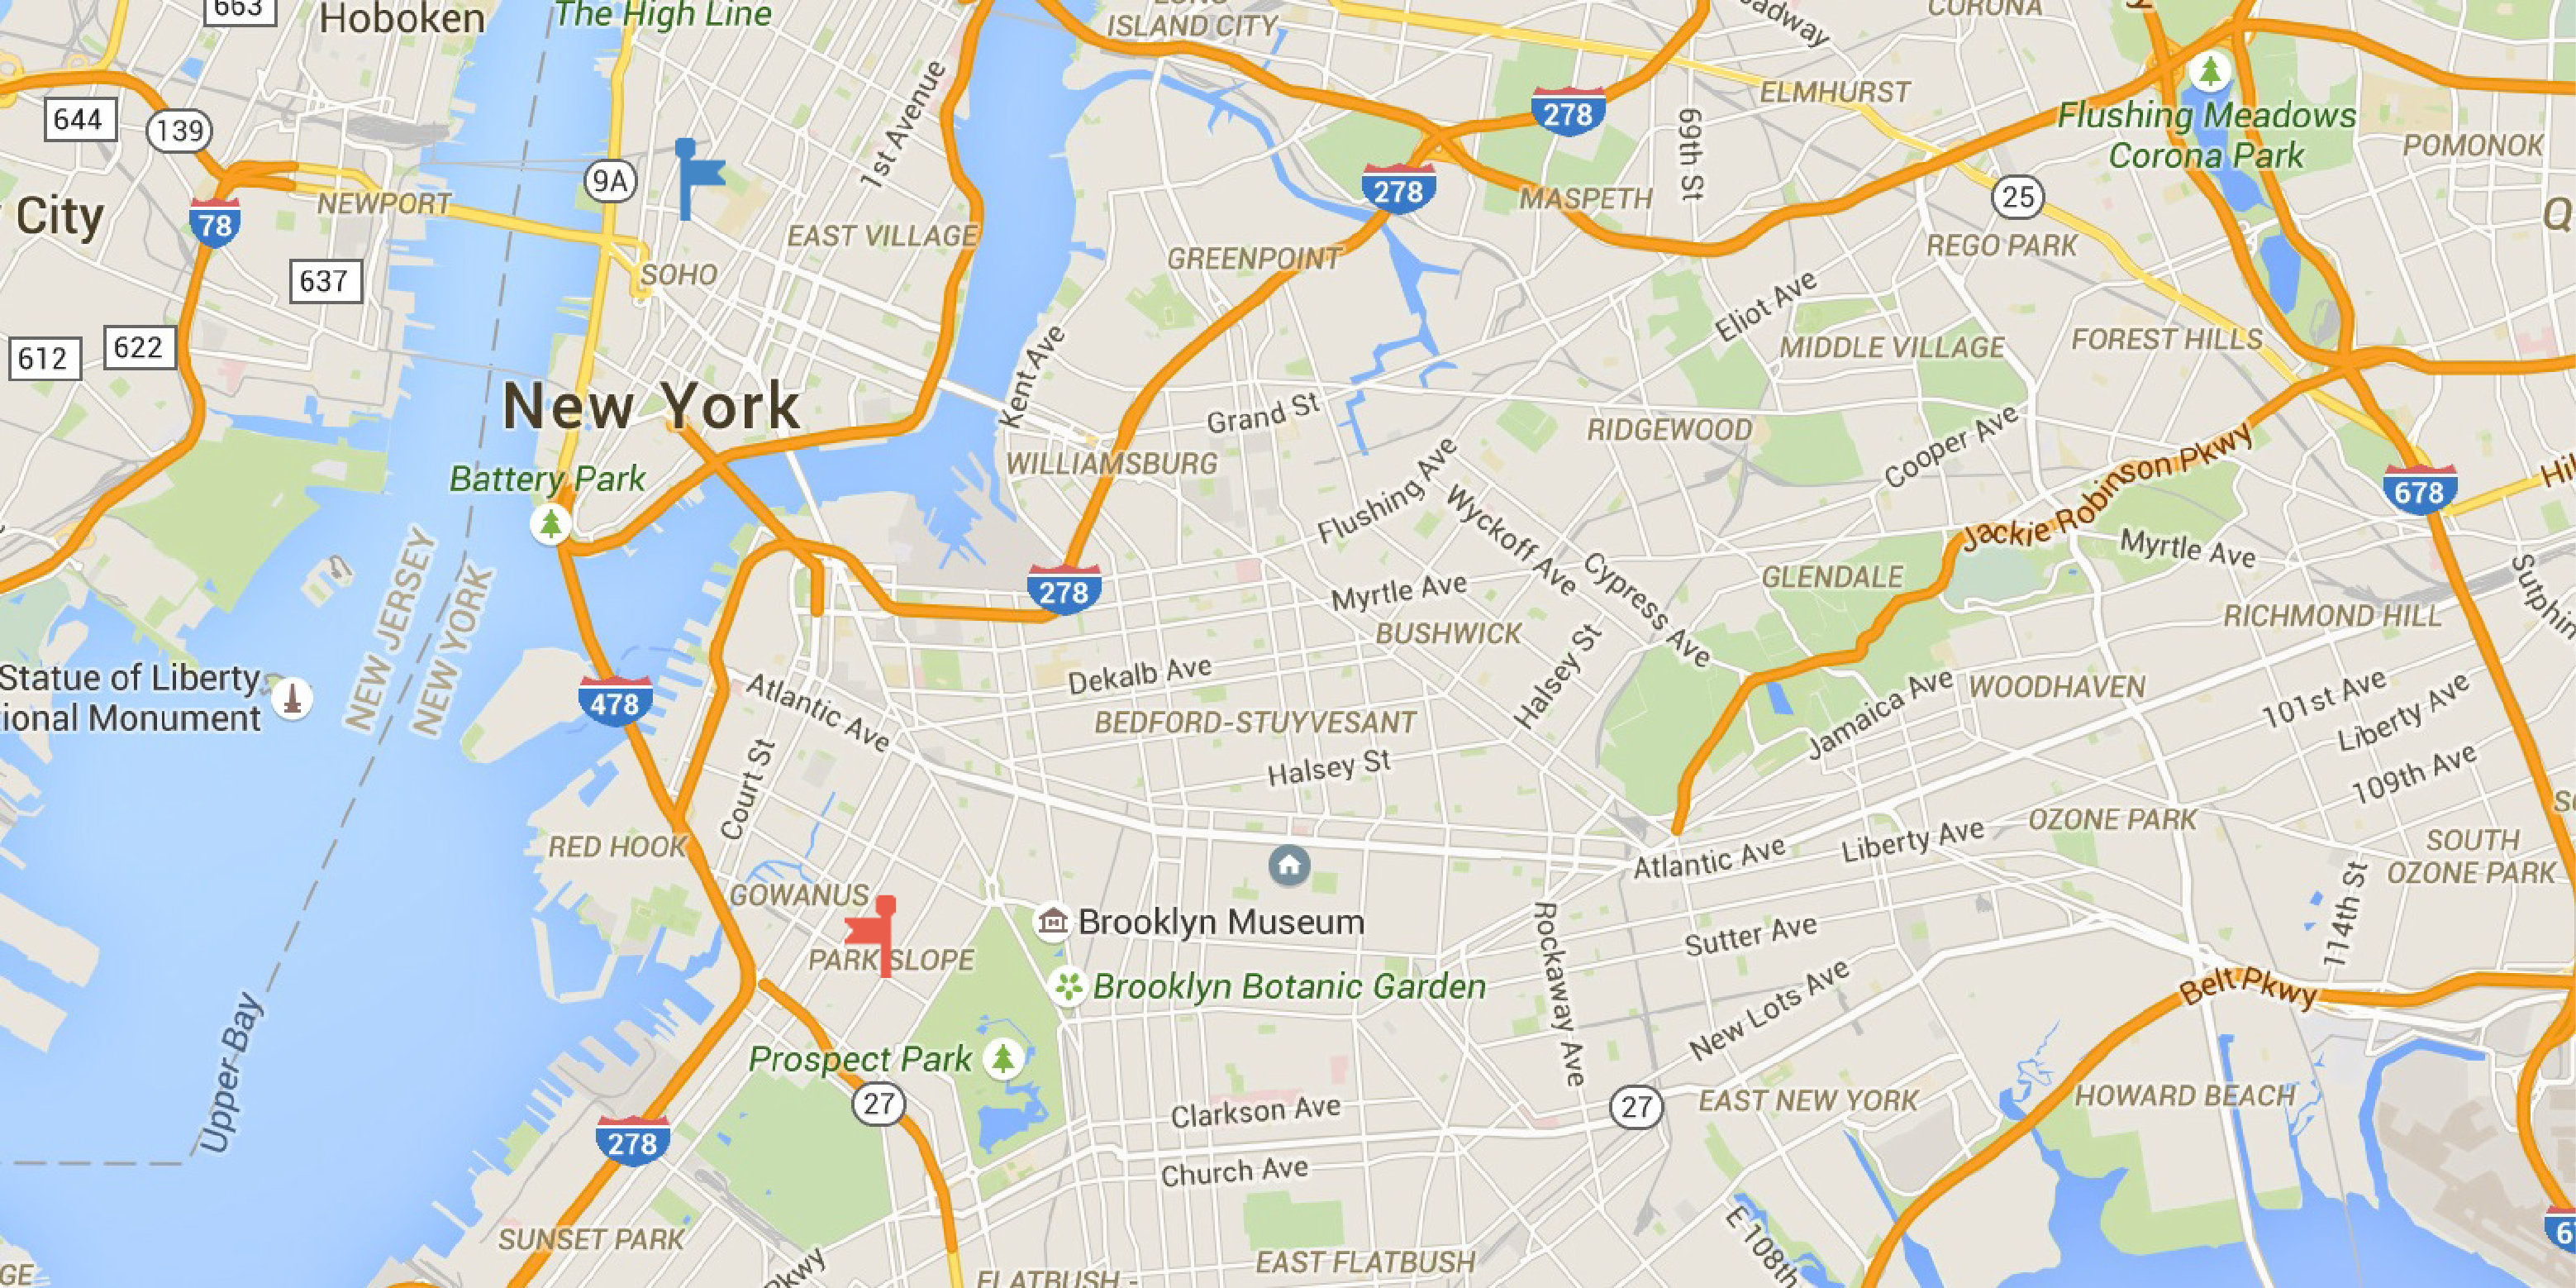 663
Hoboken
The High Line
ISLAND CITY
CORONA
1st Avenue
ELMHURST
644
139
278
69th St
Flushing Meadows
Corona Park
POMONOK
City
78
NEWPORT
9A
EAST VILLAGE
278
MASPETH
25
637
SOHO
GREENPOINT
REGO PARK
612
622
Kent Ave
Eliot Ave
MIDDLE VILLAGE
FOREST HILLS
New York
Grand St
RIDGEWOOD
Cooper Ave
Battery Park
WILLIAMSBURG
Flushing Ave
Wyckoff Ave
Jackie Robinson Pkwy
678
NEW JERSEY
NEW YORK
278
Myrtle Ave
Cypress Ave
GLENDALE
Myrtle Ave
BUSHWICK
Halsey St
RICHMOND HILL
Statue of Liberty
ional Monument
478
Atlantic Ave
Dekalb Ave
BEDFORD-STUYVESANT
Halsey St
Jamaica Ave
WOODHAVEN
101st Ave
Liberty Ave
109th Ave
Court St
RED HOOK
Atlantic Ave
Liberty Ave
OZONE PARK
SOUTH
OZONE PARK
GOWANUS
PARK SLOPE
Brooklyn Museum
Rockaway Ave
Sutter Ave
114th St
Brooklyn Botanic Garden
New Lots Ave
Belt Pkwy
Upper Bay
Prospect Park
27
278
Clarkson Ave
27
EAST NEW YORK
HOWARD BEACH
Church Ave
SUNSET PARK
Pkwy
FLATBUSH -
EAST FLATBUSH
E 108th